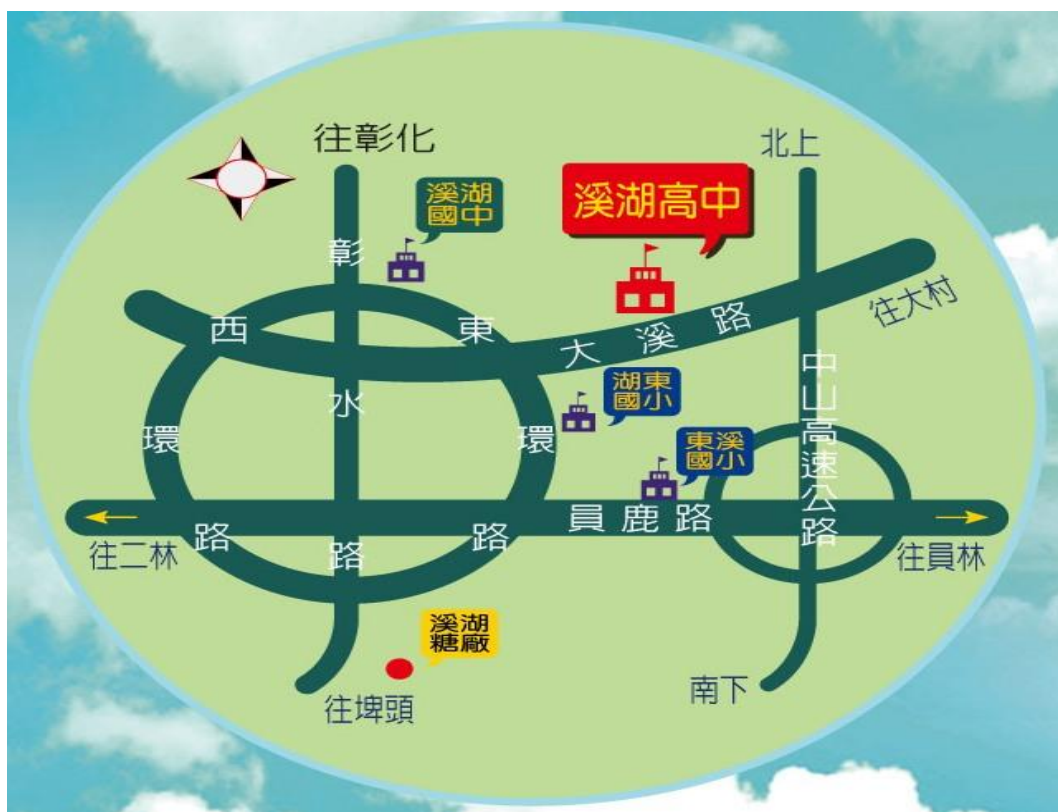 往彰化
北上
溪湖
國中
溪湖高中
彰水路
西環路
東環路
大溪路
往大村
中山高速公路
湖東
國小
東溪
國小
員鹿路
往二林
往員林
溪湖
糖廠
往埤頭
南下